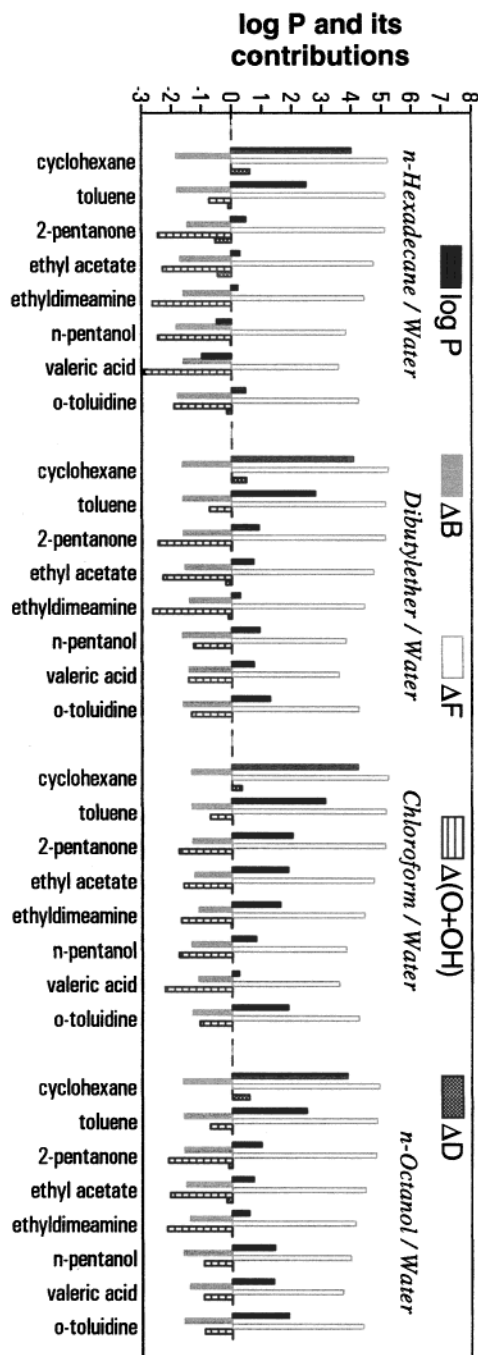 log P and its
contributions
-3 -2 -1 0 1 2 3 4 5 6 7 8
log P
ΔB
ΔF
Δ(O+OH)
ΔD
n-Hexadecane / Water
cyclohexane
toluene
2-pentanone
ethyl acetate
ethyldimeamine
n-pentanol
valeric acid
o-toluidine
Dibutylether / Water
cyclohexane
toluene
2-pentanone
ethyl acetate
ethyldimeamine
n-pentanol
valeric acid
o-toluidine
Chloroform / Water
cyclohexane
toluene
2-pentanone
ethyl acetate
ethyldimeamine
n-pentanol
valeric acid
o-toluidine
n-Octanol / Water
cyclohexane
toluene
2-pentanone
ethyl acetate
ethyldimeamine
n-pentanol
valeric acid
o-toluidine